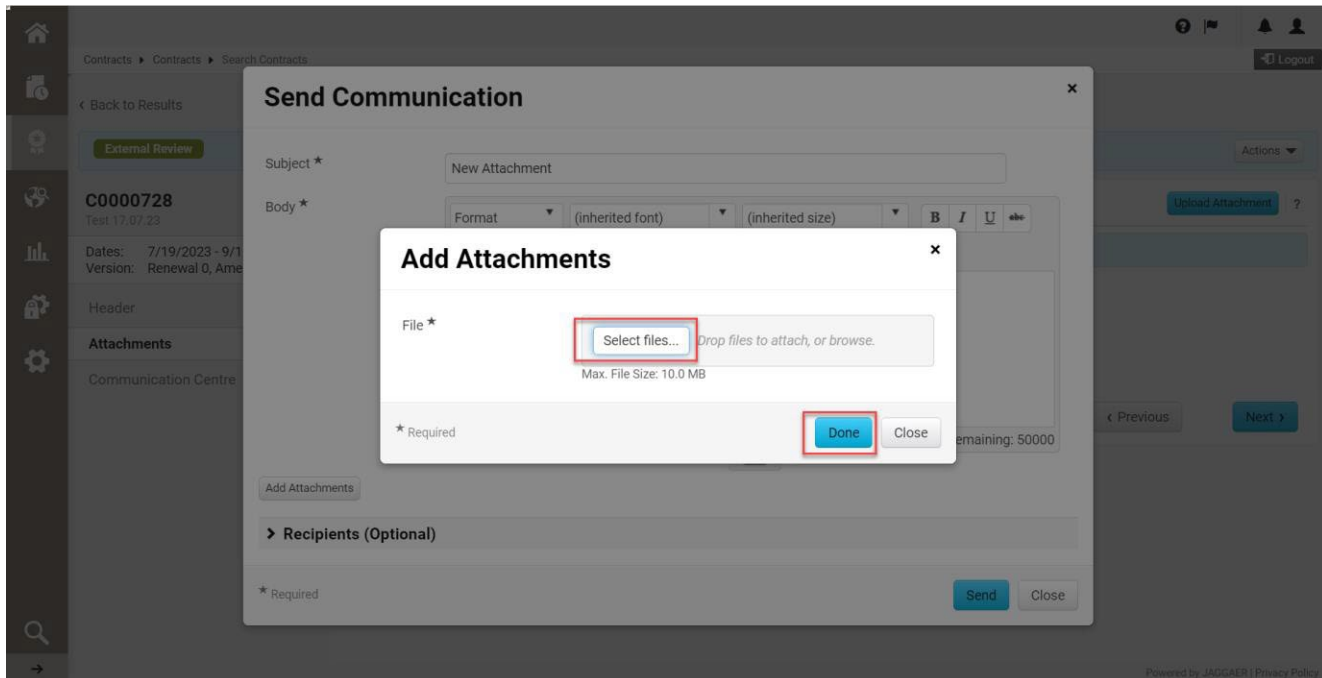 Contracts Contracts Search Contracts
Logout
Back to Results
Send Communication
External Review
Actions
Subject ★
New Attachment
C0000728
Test 17.07.23
Body ★
Format (inherited font) (inherited size) B I U abc
Upload Attachment ?
Dates: 7/19/2023 - 9/1
Version: Renewal 0, Ame
Add Attachments
Header
File ★
Select files... Drop files to attach, or browse.
Max. File Size: 10.0 MB
Attachments
Communication Centre
★ Required
Done Close
emaining: 50000
Previous Next
Add Attachments
Recipients (Optional)
★ Required
Send Close
Powered by JAGGAER | Privacy Policy